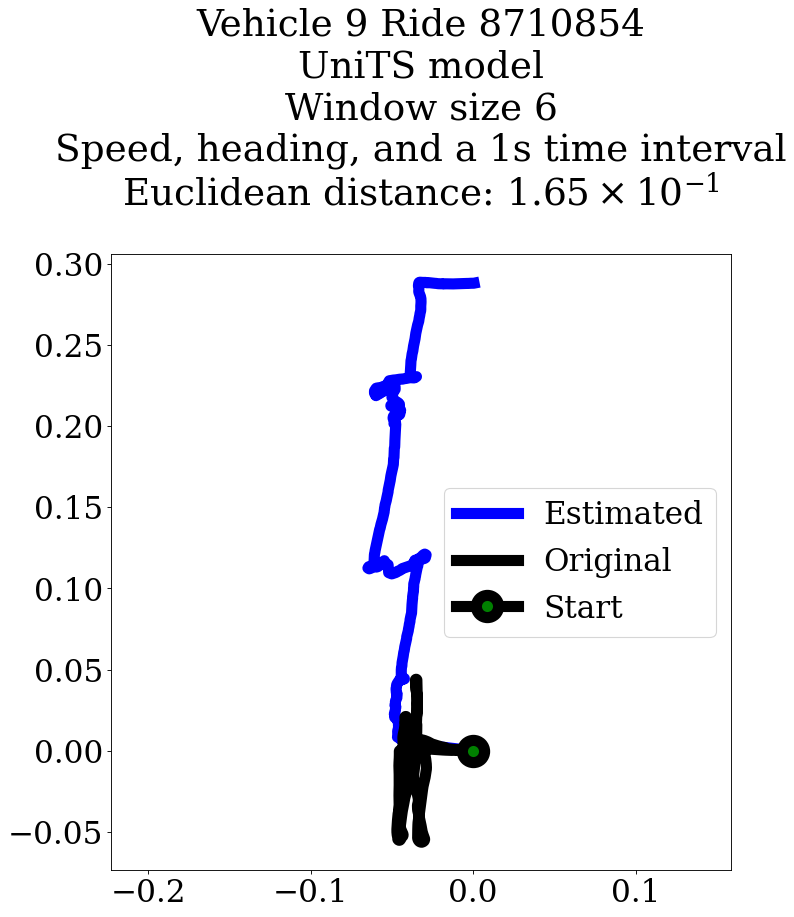 Vehicle 9 Ride 8710854
UniTS model
Window size 6
Speed, heading, and a 1s time interval
Euclidean distance: 1.65 × 10⁻¹
0.30
0.25
0.20
0.15
0.10
0.05
0.00
−0.05
Estimated
Original
Start
−0.2 −0.1 0.0 0.1